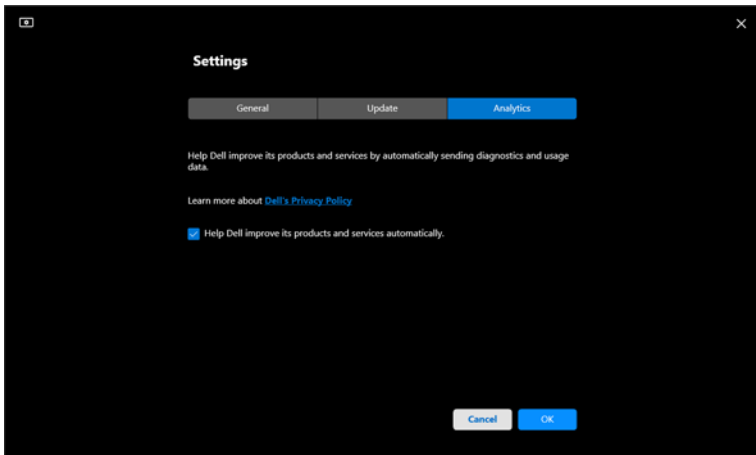 Settings
General Update Analytics
Help Dell improve its products and services by automatically sending diagnostics and usage
data.
Learn more about Dell's Privacy Policy
Help Dell improve its products and services automatically.
Cancel OK